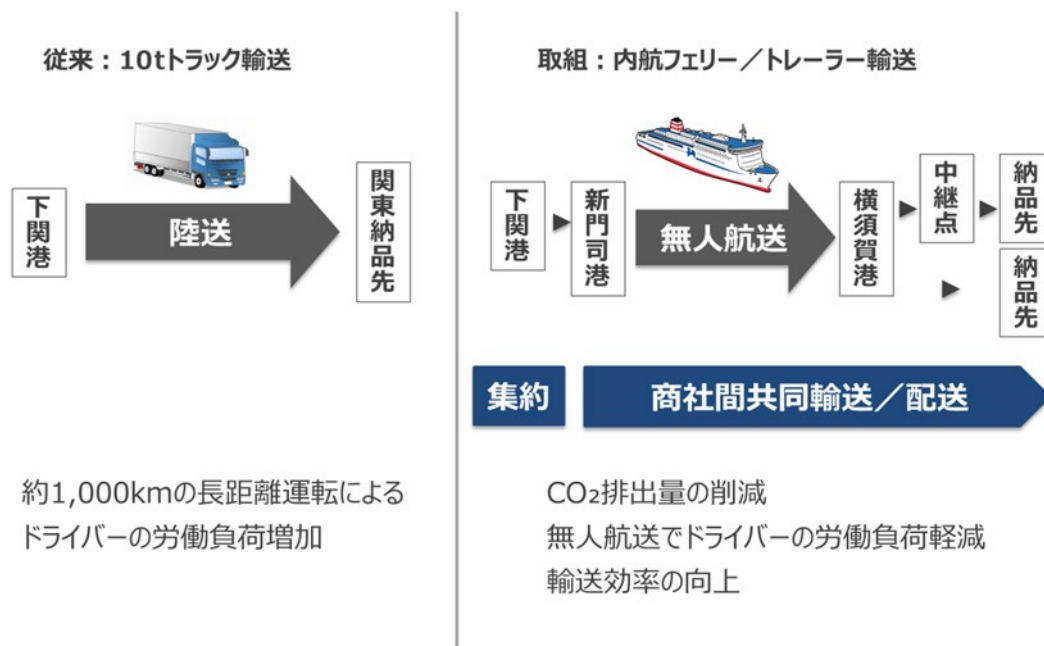 従来：10tトラック輸送
下関港
陸送
関東納品先
約1,000kmの長距離運転による
ドライバーの労働負荷増加
取組：内航フェリー／トレーラー輸送
下関港
新門司港
無人航送
横須賀港
中継点
納品先
納品先
集約
商社間共同輸送／配送
CO₂排出量の削減
無人航送でドライバーの労働負荷軽減
輸送効率の向上